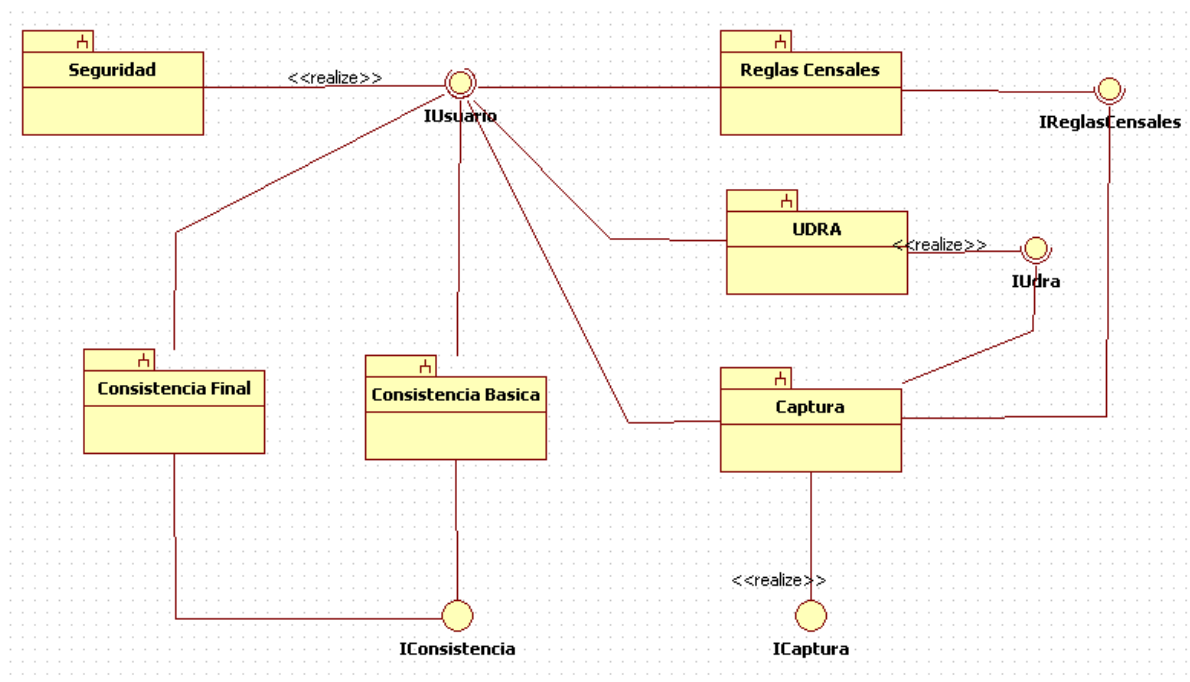 Seguridad
<<realize>>
IUsuario
Reglas Censales
IReglasCensales
UDRA
<<realize>>
IUdra
Consistencia Final
Consistencia Basica
Captura
<<realize>>
IConsistencia
ICaptura